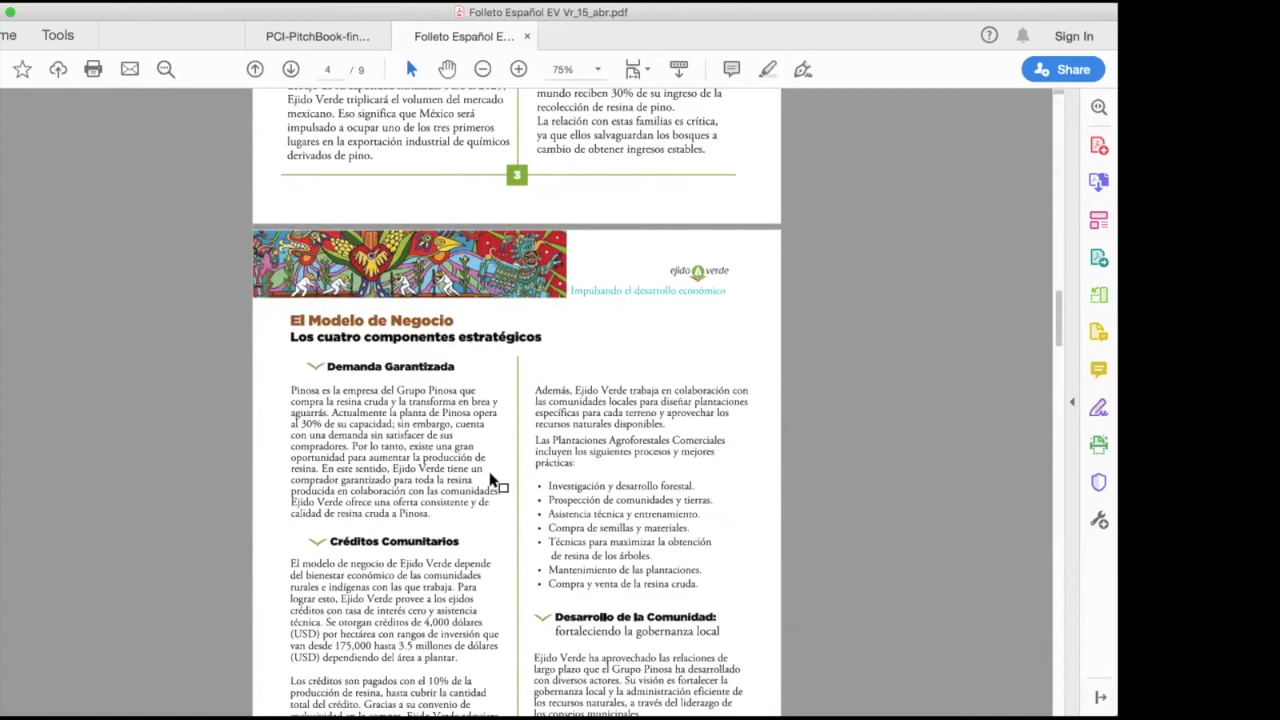 Folleto Español EV Vr_15_abr.pdf
me
Tools
PCI-PitchBook-fin...
Folleto Español E...
×
Sign In
4 / 9
75%
Share
Ejido Verde triplicará el volumen del mercado
mexicano. Eso significa que México será
impulsado a ocupar uno de los tres primeros
lugares en la exportación industrial de químicos
derivados de pino.
mundo reciben 30% de su ingreso de la
recolección de resina de pino.
La relación con estas familias es crítica,
ya que ellos salvaguardan los bosques a
cambio de obtener ingresos estables.
3
ejido verde
Impulsando el desarrollo económico
El Modelo de Negocio
Los cuatro componentes estratégicos
Demanda Garantizada
Pinosa es la empresa del Grupo Pinosa que
compra la resina cruda y la transforma en brea y
aguarrás. Actualmente la planta de Pinosa opera
al 30% de su capacidad; sin embargo, cuenta
con una demanda sin satisfacer de sus
compradores. Por lo tanto, existe una gran
oportunidad para aumentar la producción de
resina. En este sentido, Ejido Verde tiene un
comprador garantizado para toda la resina
producida en colaboración con las comunidades
Ejido Verde ofrece una oferta consistente y de
calidad de resina cruda a Pinosa.
Créditos Comunitarios
El modelo de negocio de Ejido Verde depende
del bienestar económico de las comunidades
rurales e indígenas con las que trabaja. Para
lograr esto, Ejido Verde provee a los ejidos
créditos con tasa de interés cero y asistencia
técnica. Se otorgan créditos de 4,000 dólares
(USD) por hectárea con rangos de inversión que
van desde 175,000 hasta 3.5 millones de dólares
(USD) dependiendo del área a plantar.
Los créditos son pagados con el 10% de la
producción de resina, hasta cubrir la cantidad
total del crédito. Gracias a su convenio de
Además, Ejido Verde trabaja en colaboración con
las comunidades locales para diseñar plantaciones
específicas para cada terreno y aprovechar los
recursos naturales disponibles.
Las Plantaciones Agroforestales Comerciales
incluyen los siguientes procesos y mejores
prácticas:
• Investigación y desarrollo forestal.
• Prospección de comunidades y tierras.
• Asistencia técnica y entrenamiento.
• Compra de semillas y materiales.
• Técnicas para maximizar la obtención
de resina de los árboles.
• Mantenimiento de las plantaciones.
• Compra y venta de la resina cruda.
Desarrollo de la Comunidad:
fortaleciendo la gobernanza local
Ejido Verde ha aprovechado las relaciones de
largo plazo que el Grupo Pinosa ha desarrollado
con diversos actores. Su visión es fortalecer la
gobernanza local y la administración eficiente de
los recursos naturales, a través del liderazgo de
los consejos municipales.